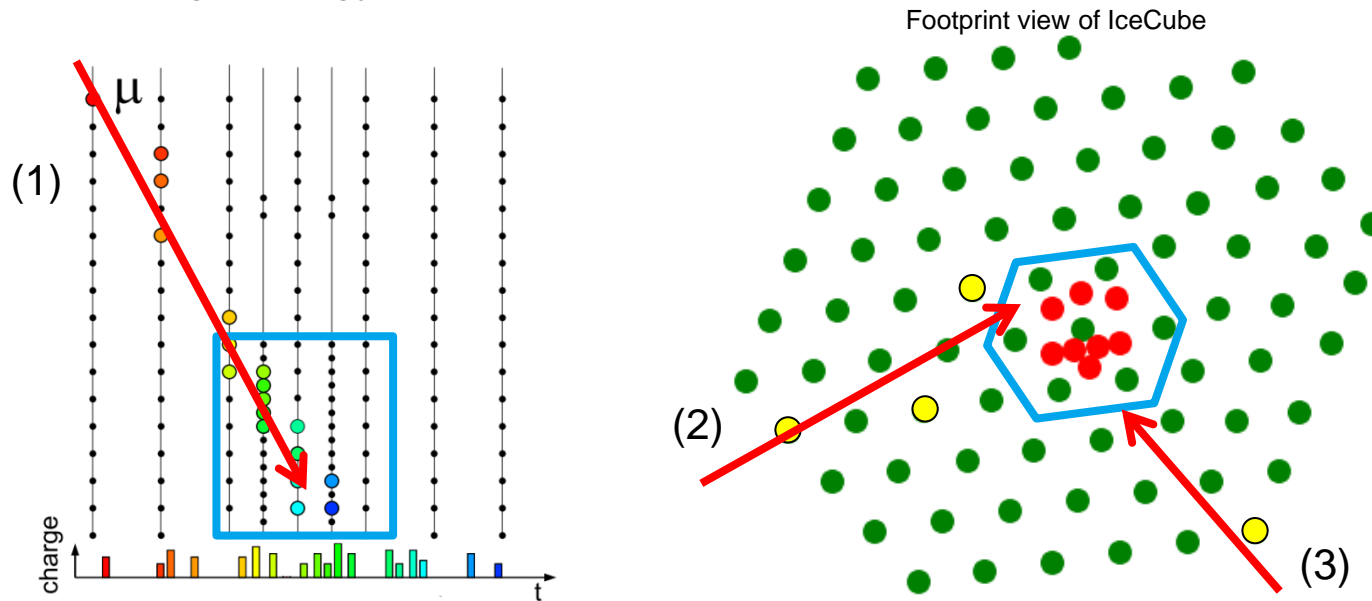 Footprint view of IceCube
μ
(1)
(2)
(3)
charge
t